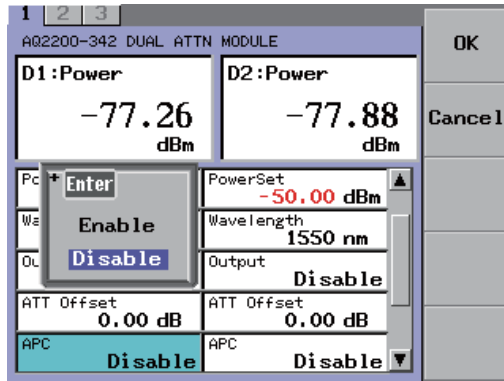 1 2 3
AQ2200-342 DUAL ATTN MODULE
OK
D1:Power
-77.26
dBm
D2:Power
-77.88
dBm
Cancel
Enter
Enable
Disable
PowerSet
-50.00 dBm
Wavelength
1550 nm
Output
Disable
ATT Offset
0.00 dB
ATT Offset
0.00 dB
APC
Disable
APC
Disable